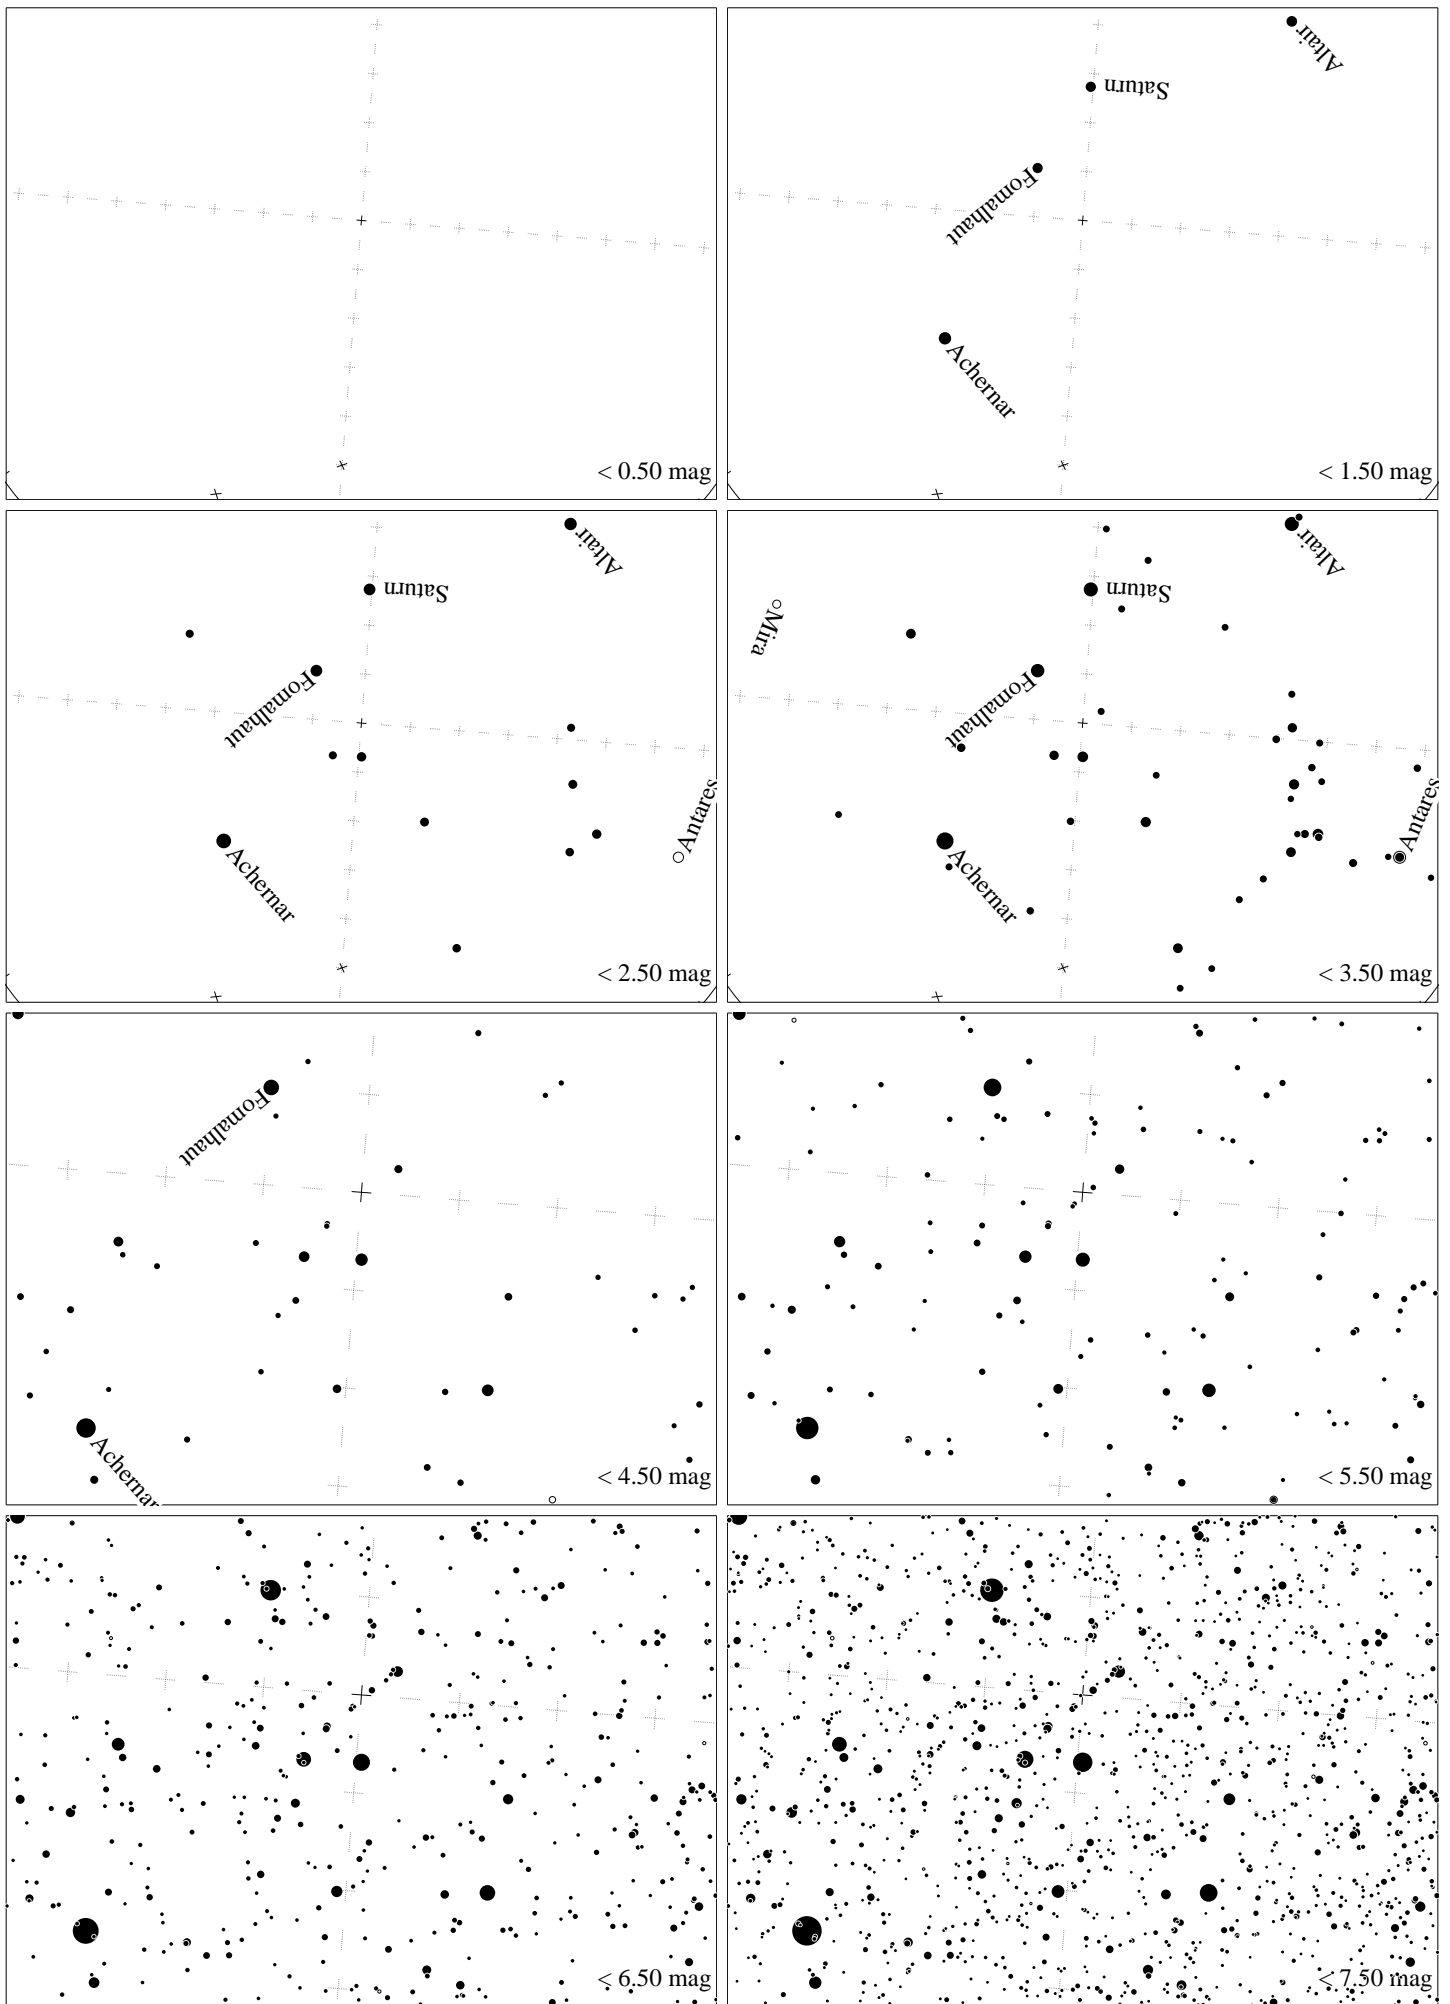 < 0.50 mag
Altair
Saturn
Fomalhaut
Achernar
< 1.50 mag
Altair
Saturn
Fomalhaut
Achernar
Antares
< 2.50 mag
Altair
Saturn
Mira
Fomalhaut
Achernar
Antares
< 3.50 mag
Fomalhaut
Achernar
< 4.50 mag
< 5.50 mag
< 6.50 mag
< 7.50 mag